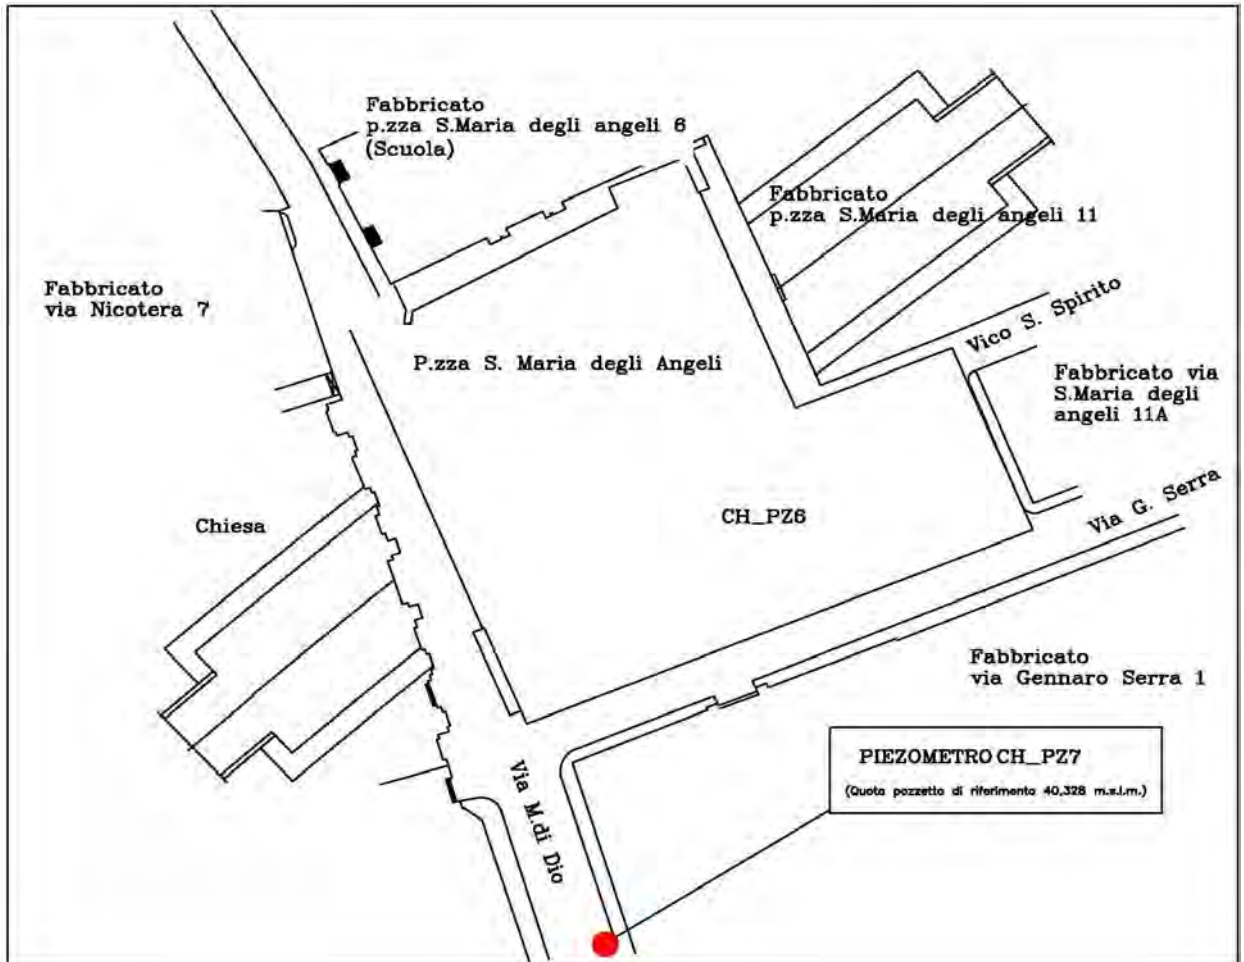 Fabbricato
p.zza S.Maria degli angeli 6
(Scuola)
Fabbricato
p.zza S.Maria degli angeli 11
Fabbricato
via Nicotera 7
Vico S. Spirito
P.zza S. Maria degli Angeli
Fabbricato via
S.Maria degli
angeli 11A
Via G. Serra
CH_PZ6
Chiesa
Fabbricato
via Gennaro Serra 1
PIEZOMETRO CH_PZ7
(Quota pozzetto di riferimento 40,328 m.s.l.m.)
Via M.di Dio